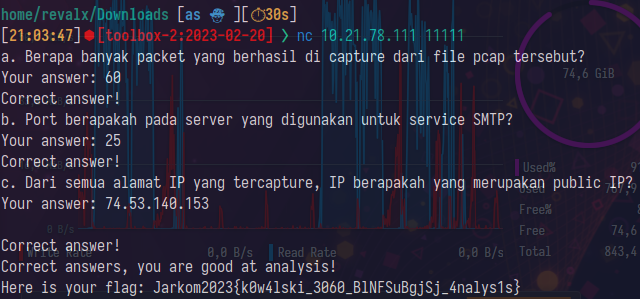 home/revalx/Downloads [as 🤠 ][⏱30s]
[21:03:47]⬢[toolbox-2:2023-02-20] ❯ nc 10.21.78.111 11111
a. Berapa banyak packet yang berhasil di capture dari file pcap tersebut?
Your answer: 60
Correct answer!
b. Port berapakah pada server yang digunakan untuk service SMTP?
Your answer: 25
Correct answer!
c. Dari semua alamat IP yang tercapture, IP berapakah yang merupakan public IP?
Your answer: 74.53.140.153
Correct answer!
Correct answers, you are good at analysis!
Here is your flag: Jarkom2023{k0w4lski_3060_BlNFSuBgjSj_4nalys1s}
74,6 GiB
Used% 9
Used
Free% 8
Free 74,6
Total 843,4
0 B/s
Write Rate 0,0 B/s Read Rate 0,0 B/s